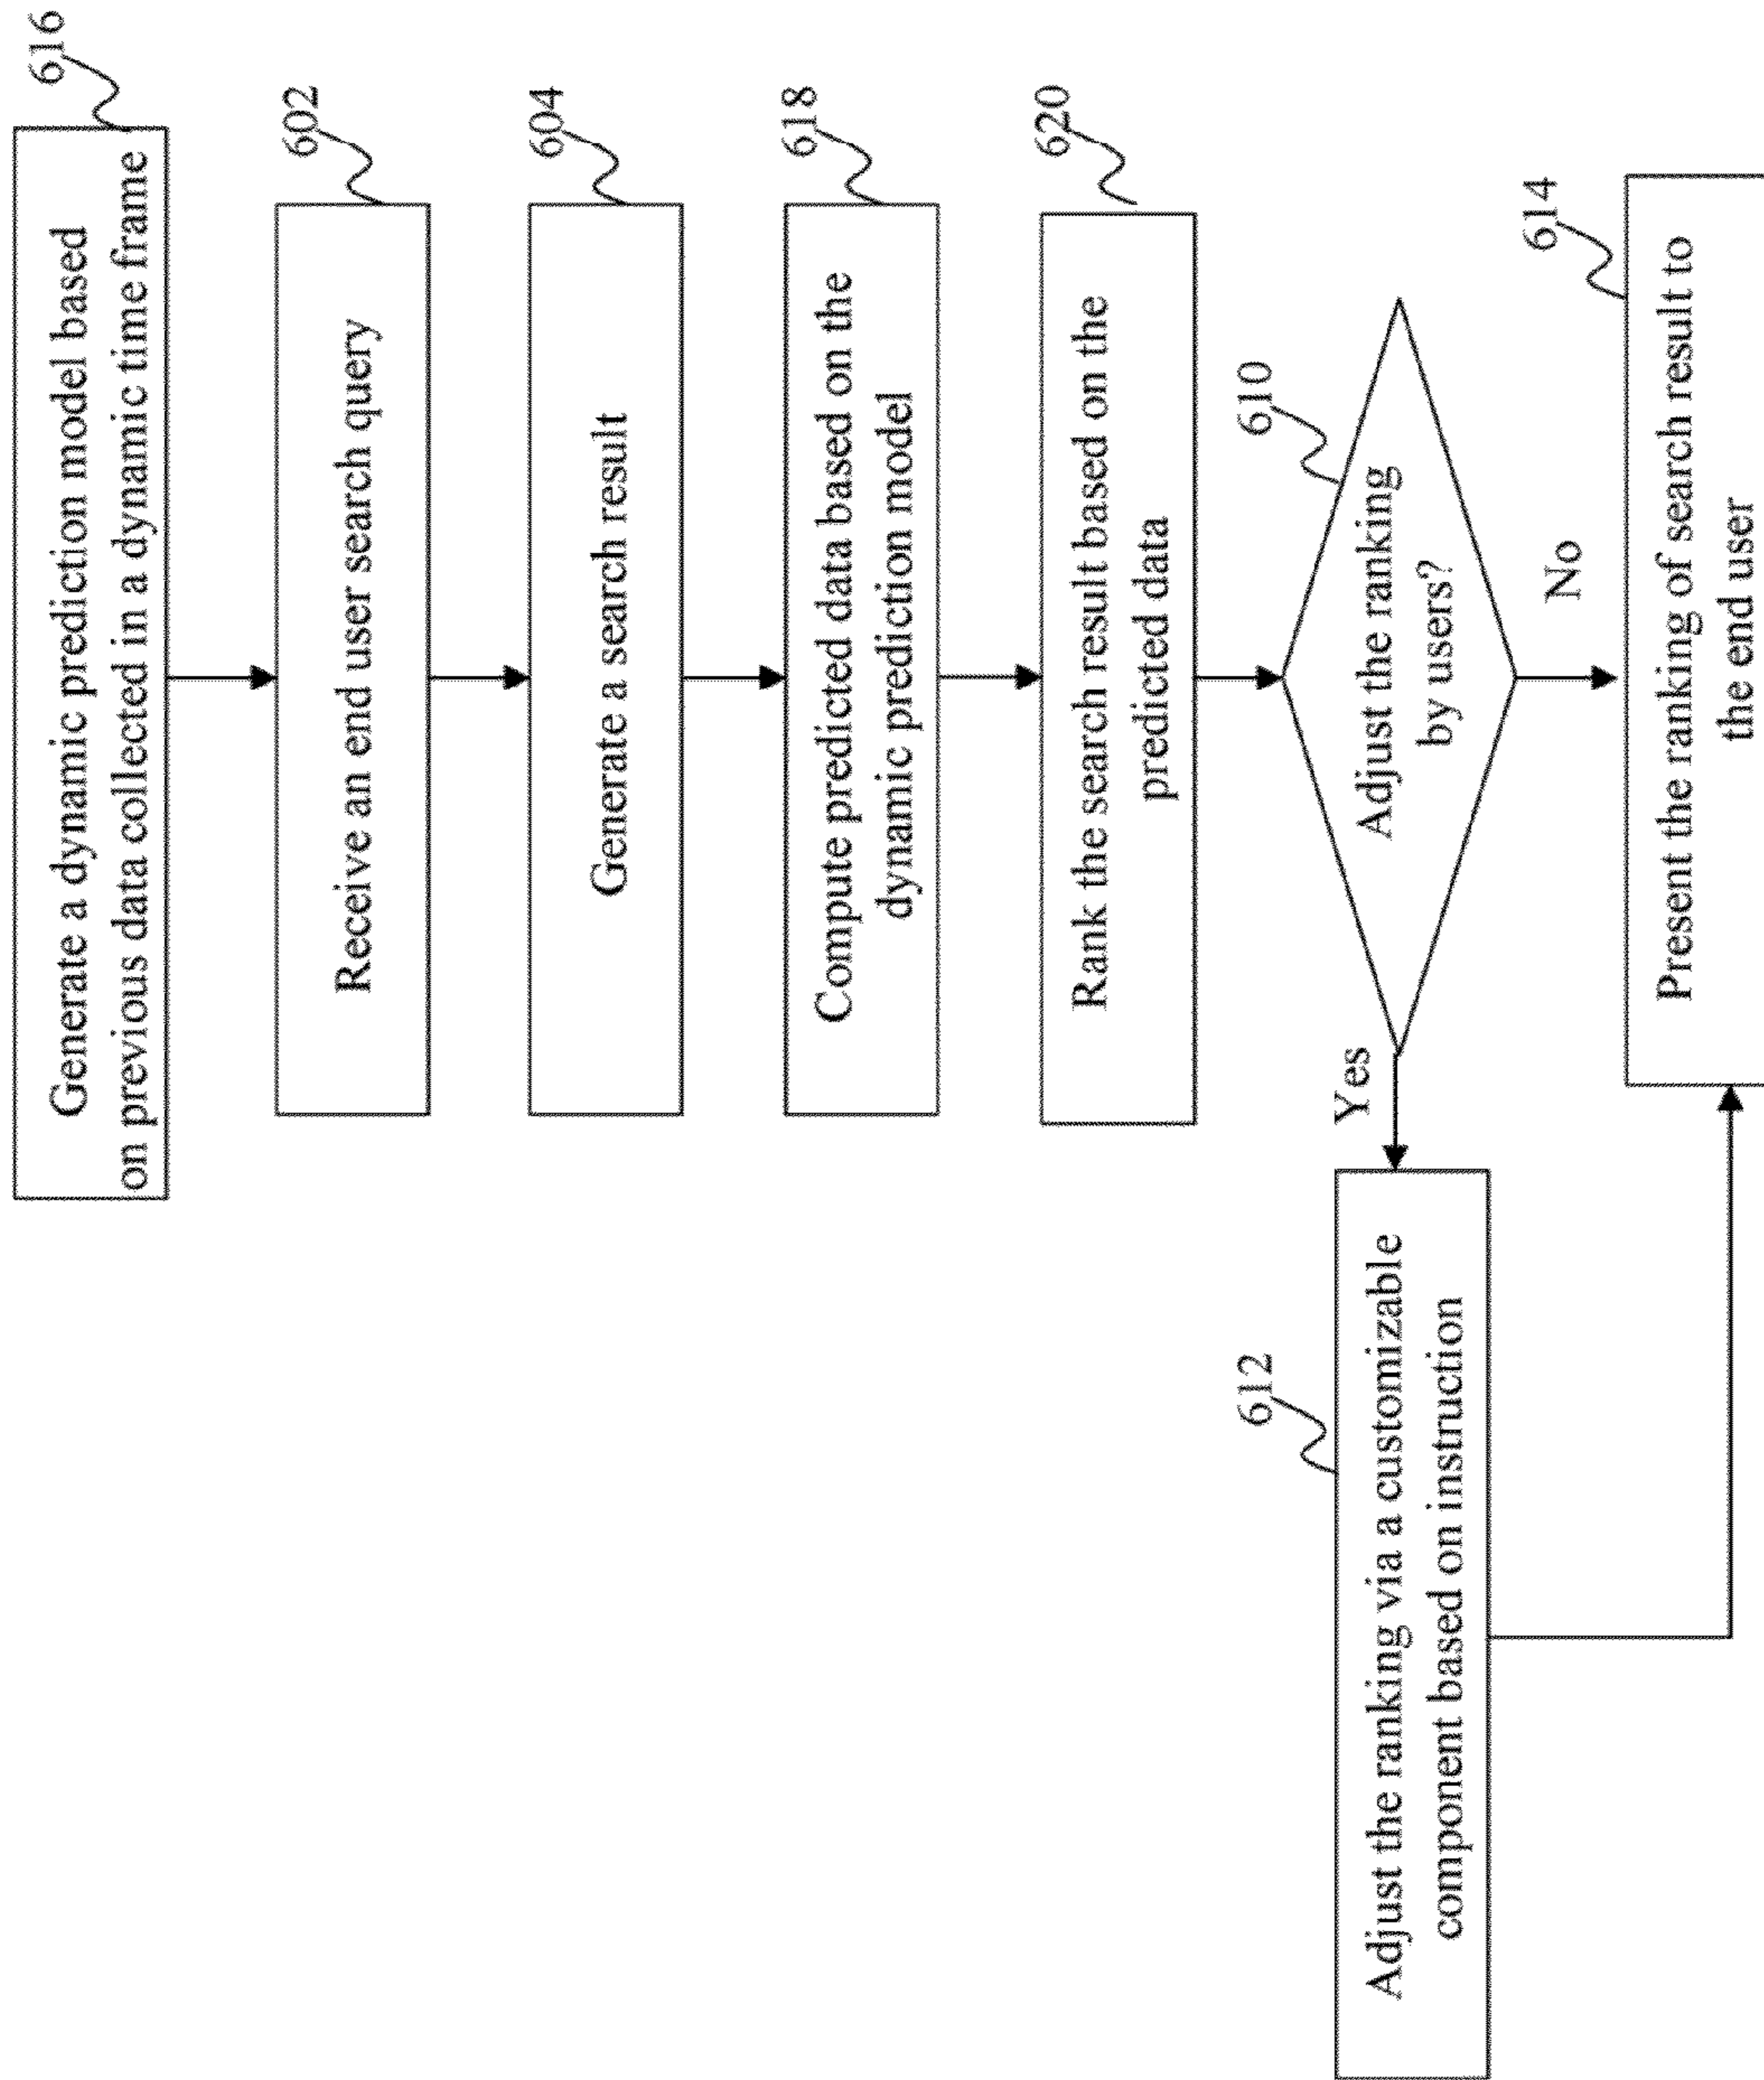 616
Generate a dynamic prediction model based
on previous data collected in a dynamic time frame
602
Receive an end user search query
604
Generate a search result
618
Compute predicted data based on the
dynamic prediction model
620
Rank the search result based on the
predicted data
610
Adjust the ranking
by users?
Yes
No
612
Adjust the ranking via a customizable
component based on instruction
614
Present the ranking of search result to
the end user